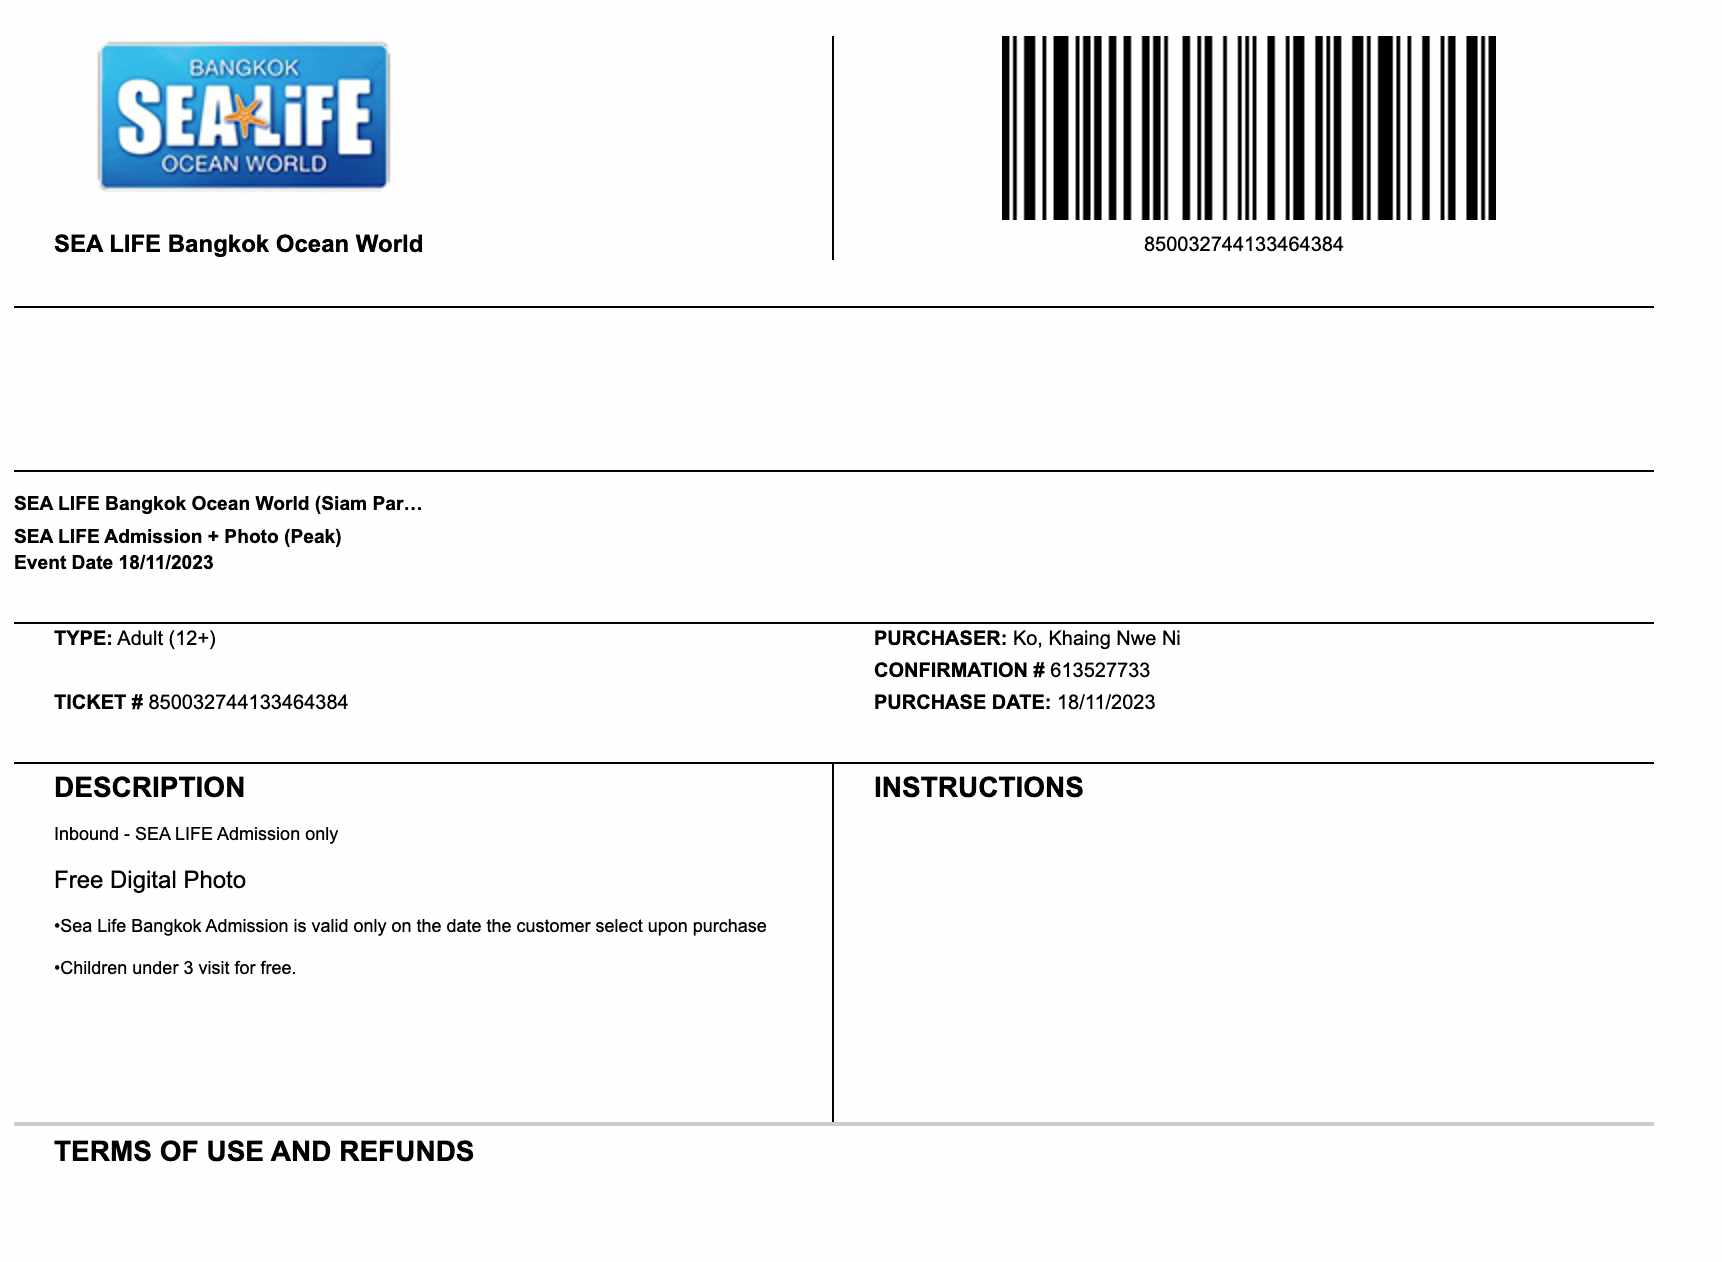 BANGKOK
SEA LiFE
OCEAN WORLD
SEA LIFE Bangkok Ocean World
850032744133464384
SEA LIFE Bangkok Ocean World (Siam Par…
SEA LIFE Admission + Photo (Peak)
Event Date 18/11/2023
TYPE: Adult (12+)
TICKET # 850032744133464384
PURCHASER: Ko, Khaing Nwe Ni
CONFIRMATION # 613527733
PURCHASE DATE: 18/11/2023
DESCRIPTION
Inbound - SEA LIFE Admission only
Free Digital Photo
•Sea Life Bangkok Admission is valid only on the date the customer select upon purchase
•Children under 3 visit for free.
INSTRUCTIONS
TERMS OF USE AND REFUNDS